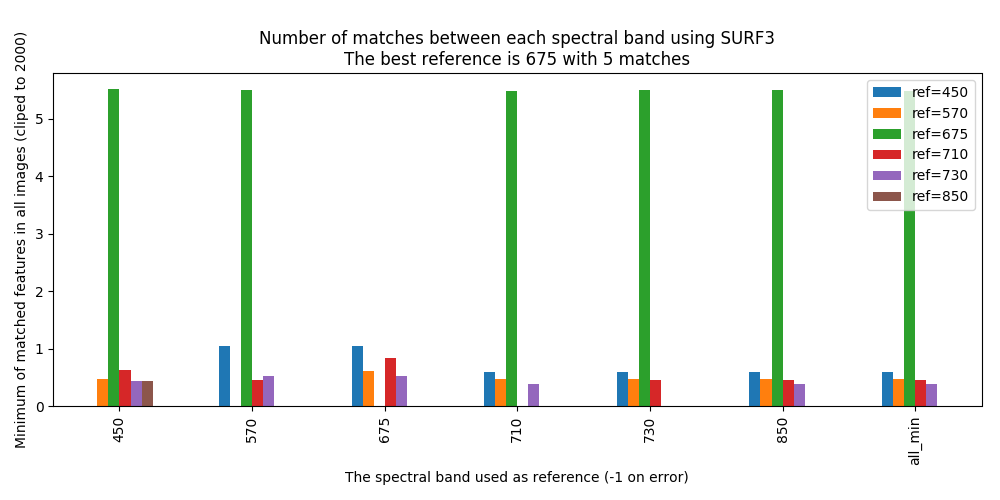 Number of matches between each spectral band using SURF3
The best reference is 675 with 5 matches
Minimum of matched features in all images (cliped to 2000)
5
4
3
2
1
0
ref=450
ref=570
ref=675
ref=710
ref=730
ref=850
450
570
675
710
730
850
all_min
The spectral band used as reference (-1 on error)